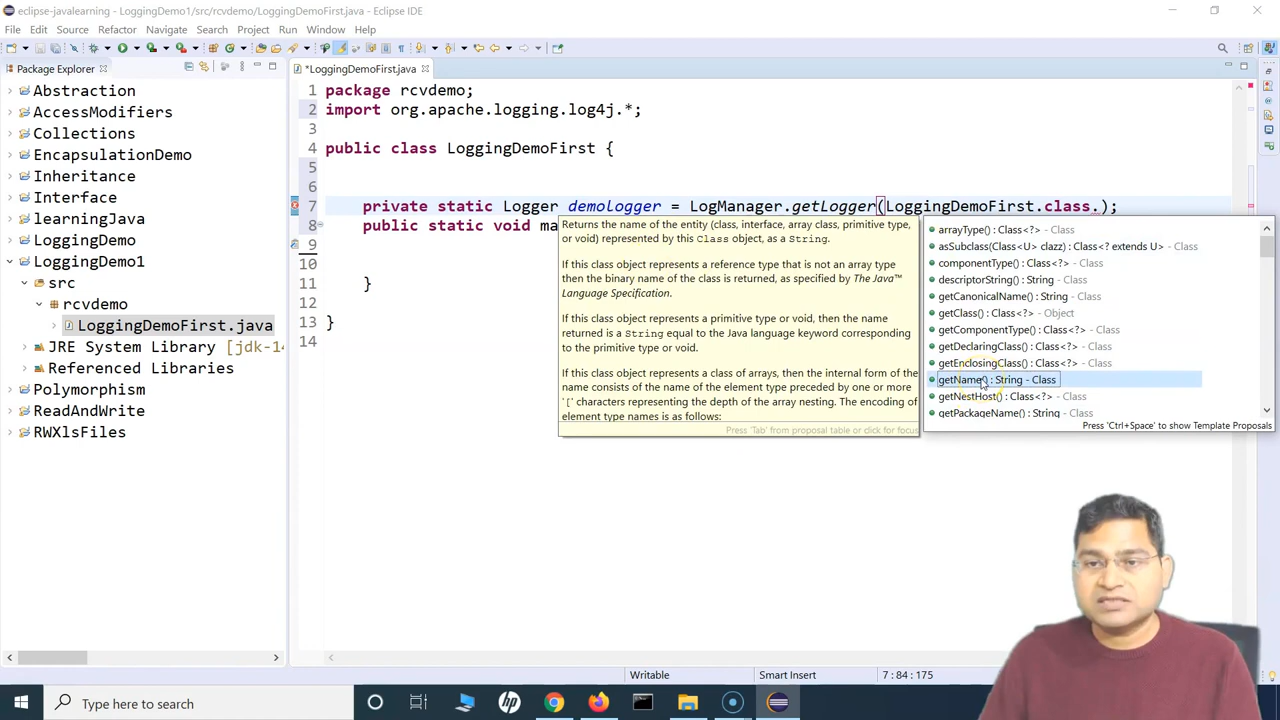 eclipse-javalearning - LoggingDemo1/src/rcvdemo/LoggingDemoFirst.java - Eclipse IDE
File Edit Source Refactor Navigate Search Project Run Window Help
Package Explorer
*LoggingDemoFirst.java
Abstraction
AccessModifiers
Collections
EncapsulationDemo
Inheritance
Interface
learningJava
LoggingDemo1
src
rcvdemo
LoggingDemoFirst.java
JRE System Library [jdk-14
Referenced Libraries
Polymorphism
ReadAndWrite
RWXlsFiles
1 package rcvdemo;
2 import org.apache.logging.log4j.*;
3
4 public class LoggingDemoFirst {
5
6
7 private static Logger demologger = LogManager.getLogger(LoggingDemoFirst.class.);
8 public static void ma
9
10
11 }
12
13 }
14
Returns the name of the entity (class, interface, array class, primitive type,
or void) represented by this Class object, as a String.
If this class object represents a reference type that is not an array type
then the binary name of the class is returned, as specified by The Java™
Language Specification.
If this class object represents a primitive type or void, then the name
returned is a String equal to the Java language keyword corresponding
to the primitive type or void.
If this class object represents a class of arrays, then the internal form of the
name consists of the name of the element type preceded by one or more
'[' characters representing the depth of the array nesting. The encoding of
element type names is as follows:
Press 'Tab' from proposal table or click for focus
arrayType() : Class<?> - Class
asSubclass(Class<U> clazz) : Class<? extends U> - Class
componentType() : Class<?> - Class
descriptorString() : String - Class
getCanonicalName() : String - Class
getClass() : Class<?> - Object
getComponentType() : Class<?> - Class
getDeclaringClass() : Class<?> - Class
getEnclosingClass() : Class<?> - Class
getName() : String - Class
getNestHost() : Class<?> - Class
getPackageName() : String - Class
Press 'Ctrl+Space' to show Template Proposals
Writable
Smart Insert
7 : 84 : 175
Type here to search
hp